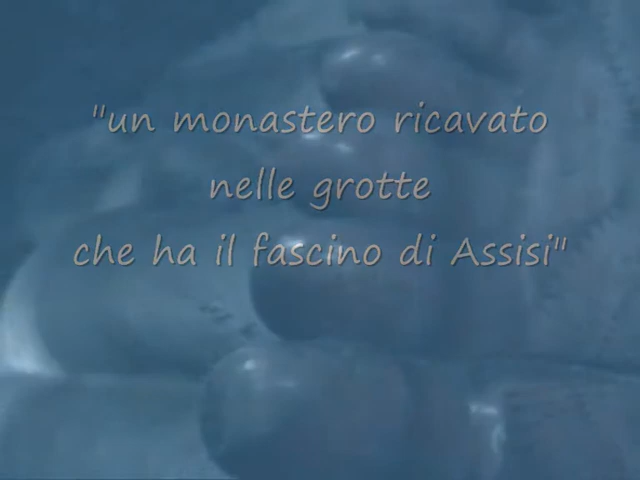 "un monastero ricavato
nelle grotte
che ha il fascino di Assisi"